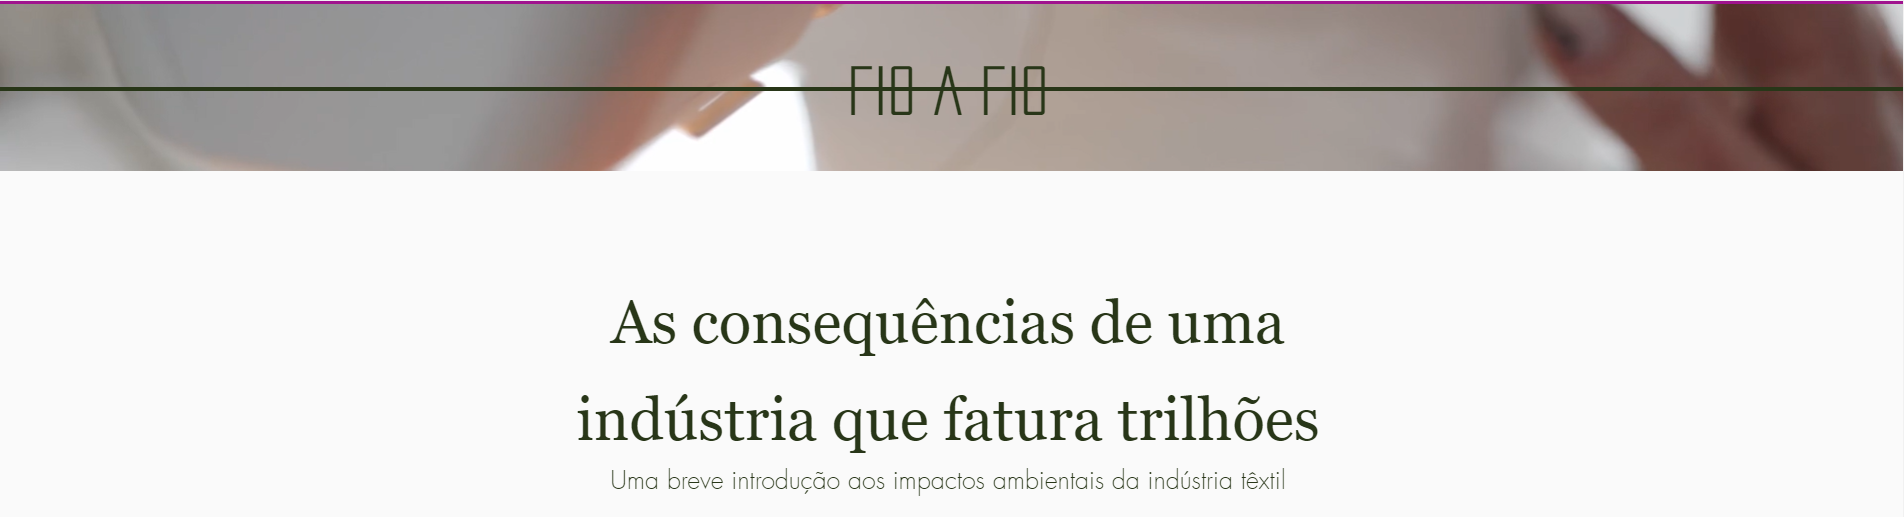 FIO A FIO
As consequências de uma
indústria que fatura trilhões
Uma breve introdução aos impactos ambientais da indústria têxtil